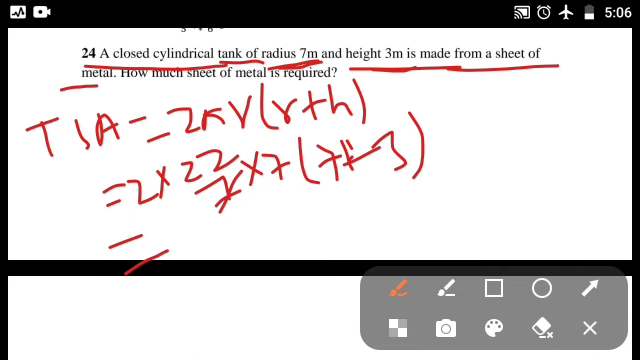 5:06
24 A closed cylindrical tank of radius 7m and height 3m is made from a sheet of
metal. How much sheet of metal is required?
TSA = 2πr(r+h)
= 2 × 22/7 × 7 (7+3)
=